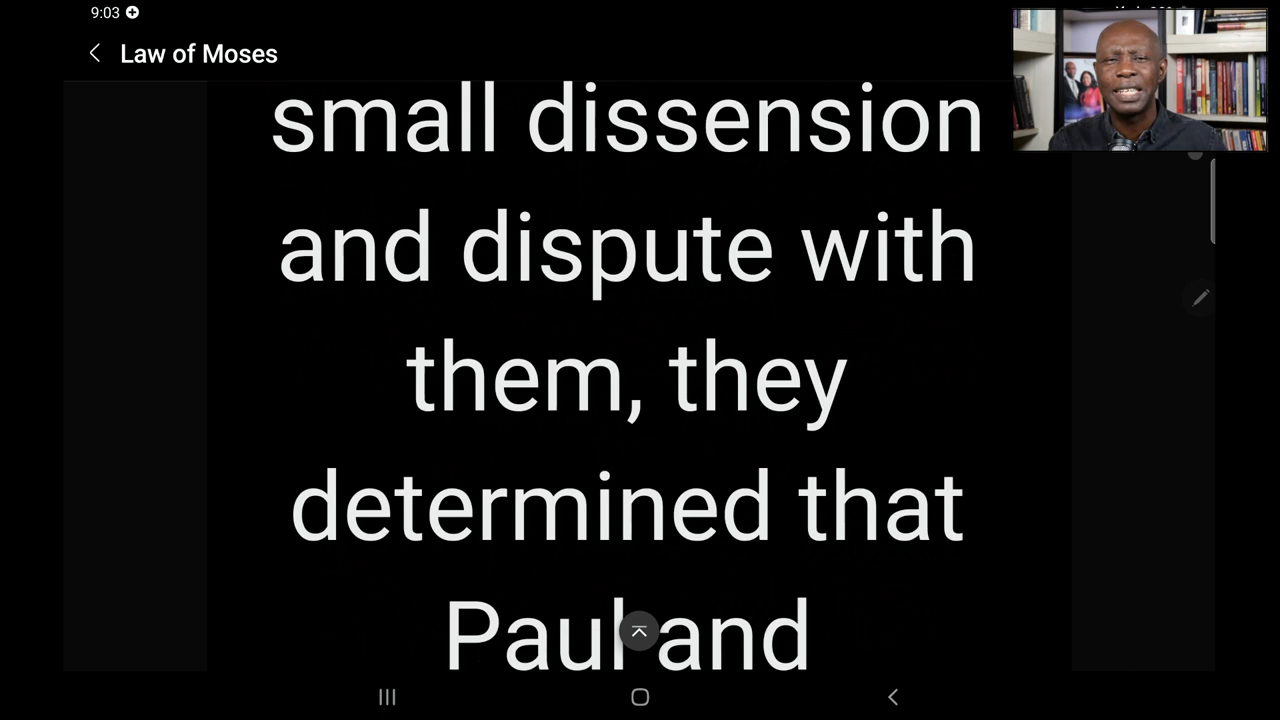 9:03
Law of Moses
small dissension
and dispute with
them, they
determined that
Paul and